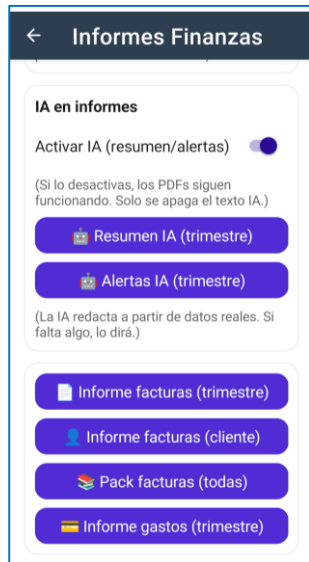 ← Informes Finanzas
IA en informes
Activar IA (resumen/alertas)
(Si lo desactivas, los PDFs siguen
funcionando. Solo se apaga el texto IA.)
🤖 Resumen IA (trimestre)
🤖 Alertas IA (trimestre)
(La IA redacta a partir de datos reales. Si
falta algo, lo dirá.)
📄 Informe facturas (trimestre)
👤 Informe facturas (cliente)
📚 Pack facturas (todas)
💳 Informe gastos (trimestre)